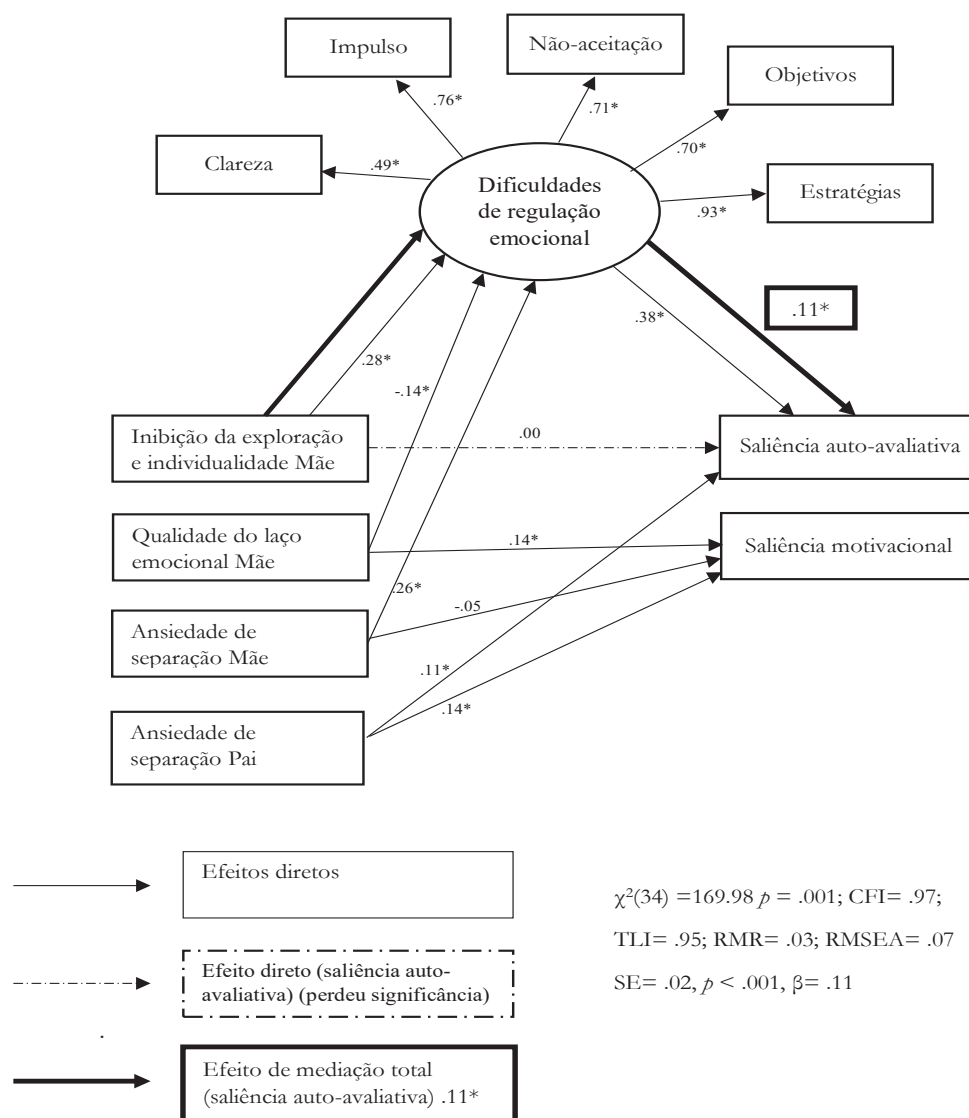 Impulso
Não-aceitação
Objetivos
.76*
.71*
.70*
Clareza
.49*
Dificuldades
de regulação
emocional
Estratégias
.93*
.11*
.38*
.28*
-.14*
Inibição da exploração
e individualidade Mãe
.00
Saliência auto-avaliativa
Qualidade do laço
emocional Mãe
.14*
Saliência motivacional
.26*
-.05
Ansiedade de
separação Mãe
.11*
.14*
Ansiedade de
separação Pai
Efeitos diretos
χ²(34) =169.98 p = .001; CFI= .97;
TLI= .95; RMR= .03; RMSEA= .07
SE= .02, p < .001, β= .11
Efeito direto (saliência auto-
avaliativa) (perdeu significância)
.
Efeito de mediação total
(saliência auto-avaliativa) .11*